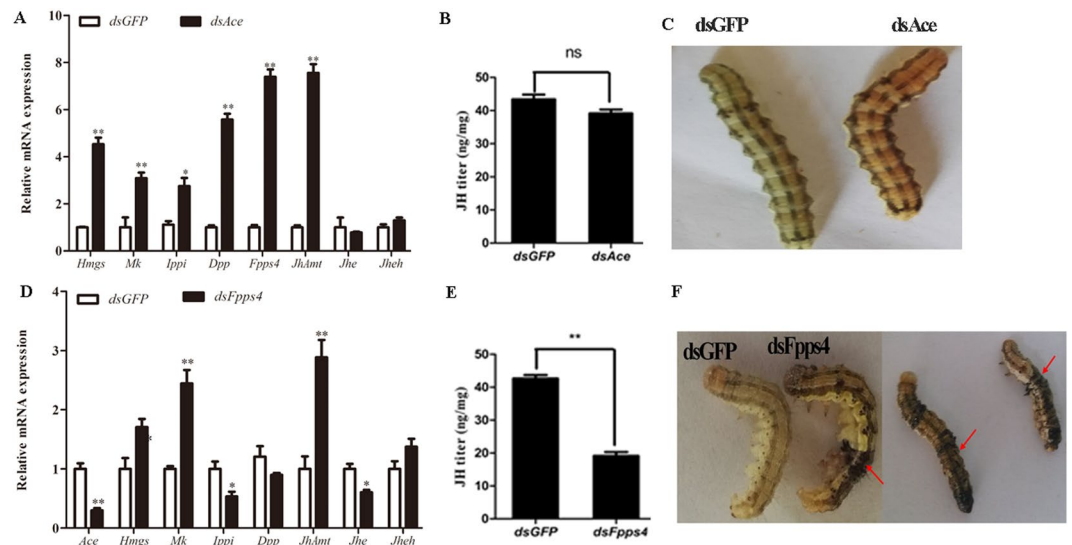 A
dsGFP dsAce
Relative mRNA expression
10
8
6
4
2
0
** ** * ** ** **
Hmgs Mk Ippi Dpp Fpps4 JhAmt Jhe Jheh
B
ns
JH titer (ng/mg)
50
40
30
20
10
0
dsGFP dsAce
C
dsGFP dsAce
D
dsGFP dsFpps4
Relative mRNA expression
4
3
2
1
0
** ** * ** *
Ace Hmgs Mk Ippi Dpp JhAmt Jhe Jheh
E
**
JH titer (ng/mg)
50
40
30
20
10
0
dsGFP dsFpps4
F
dsGFP dsFpps4